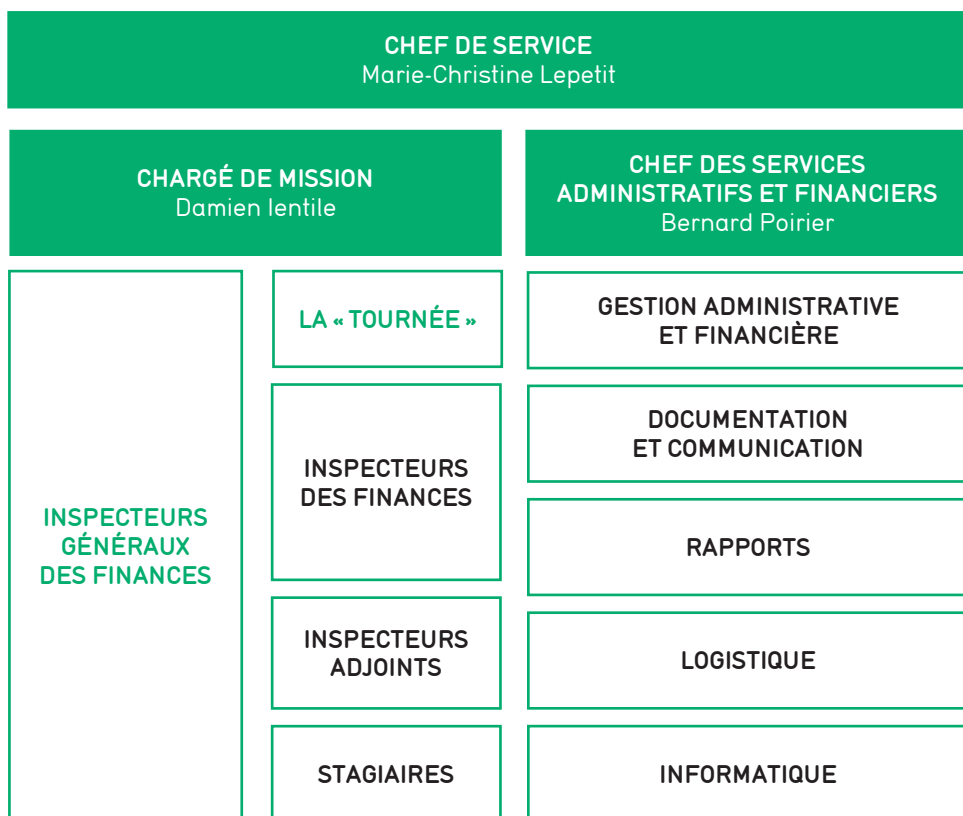 CHEF DE SERVICE
Marie-Christine Lepetit
CHARGÉ DE MISSION
Damien Ientile
CHEF DES SERVICES
ADMINISTRATIFS ET FINANCIERS
Bernard Poirier
INSPECTEURS
GÉNÉRAUX
DES FINANCES
LA « TOURNÉE »
INSPECTEURS
DES FINANCES
INSPECTEURS
ADJOINTS
STAGIAIRES
GESTION ADMINISTRATIVE
ET FINANCIÈRE
DOCUMENTATION
ET COMMUNICATION
RAPPORTS
LOGISTIQUE
INFORMATIQUE